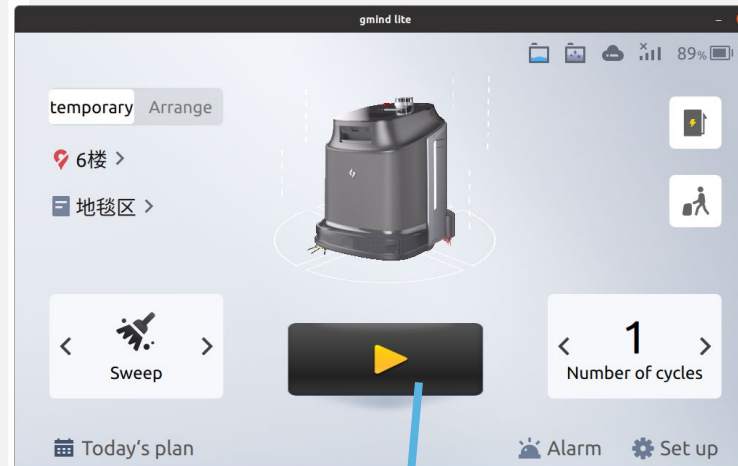 gmind lite
89%
temporary Arrange
6楼
地毯区
Sweep
1
Number of cycles
Today's plan
Alarm
Set up